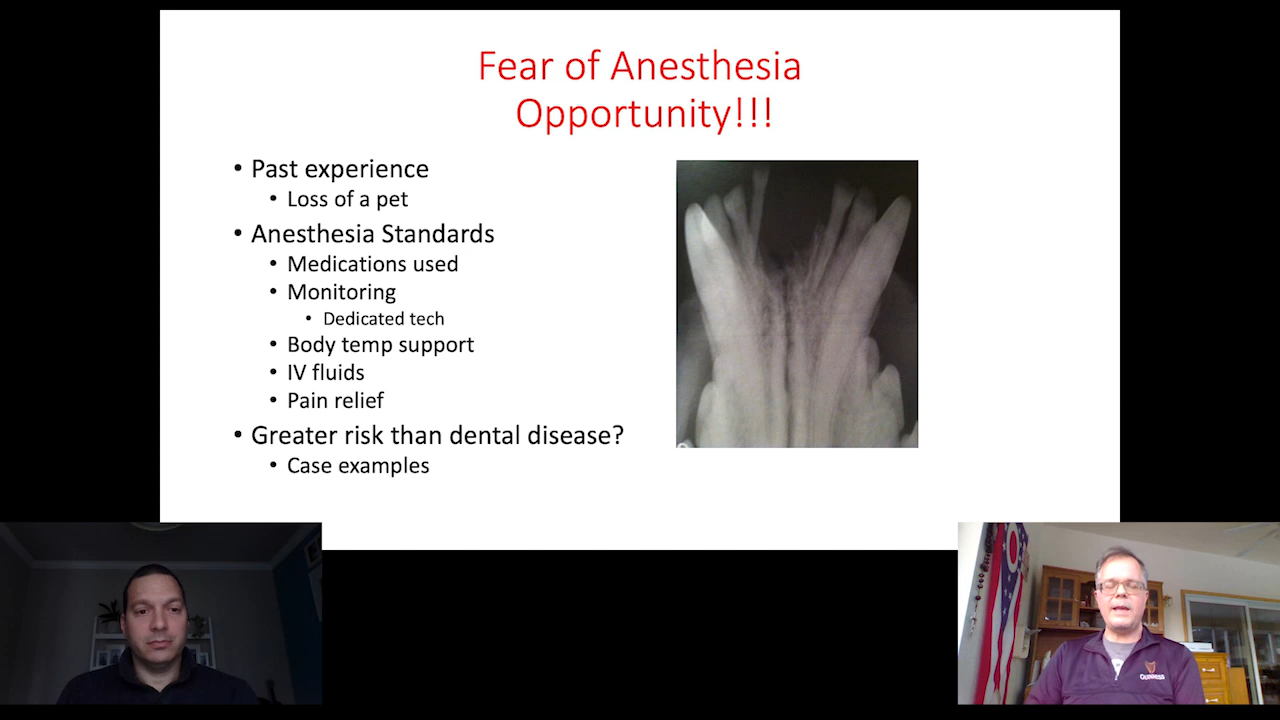 Fear of Anesthesia
Opportunity!!!
• Past experience
• Loss of a pet
• Anesthesia Standards
• Medications used
• Monitoring
• Dedicated tech
• Body temp support
• IV fluids
• Pain relief
• Greater risk than dental disease?
• Case examples
GUINNESS